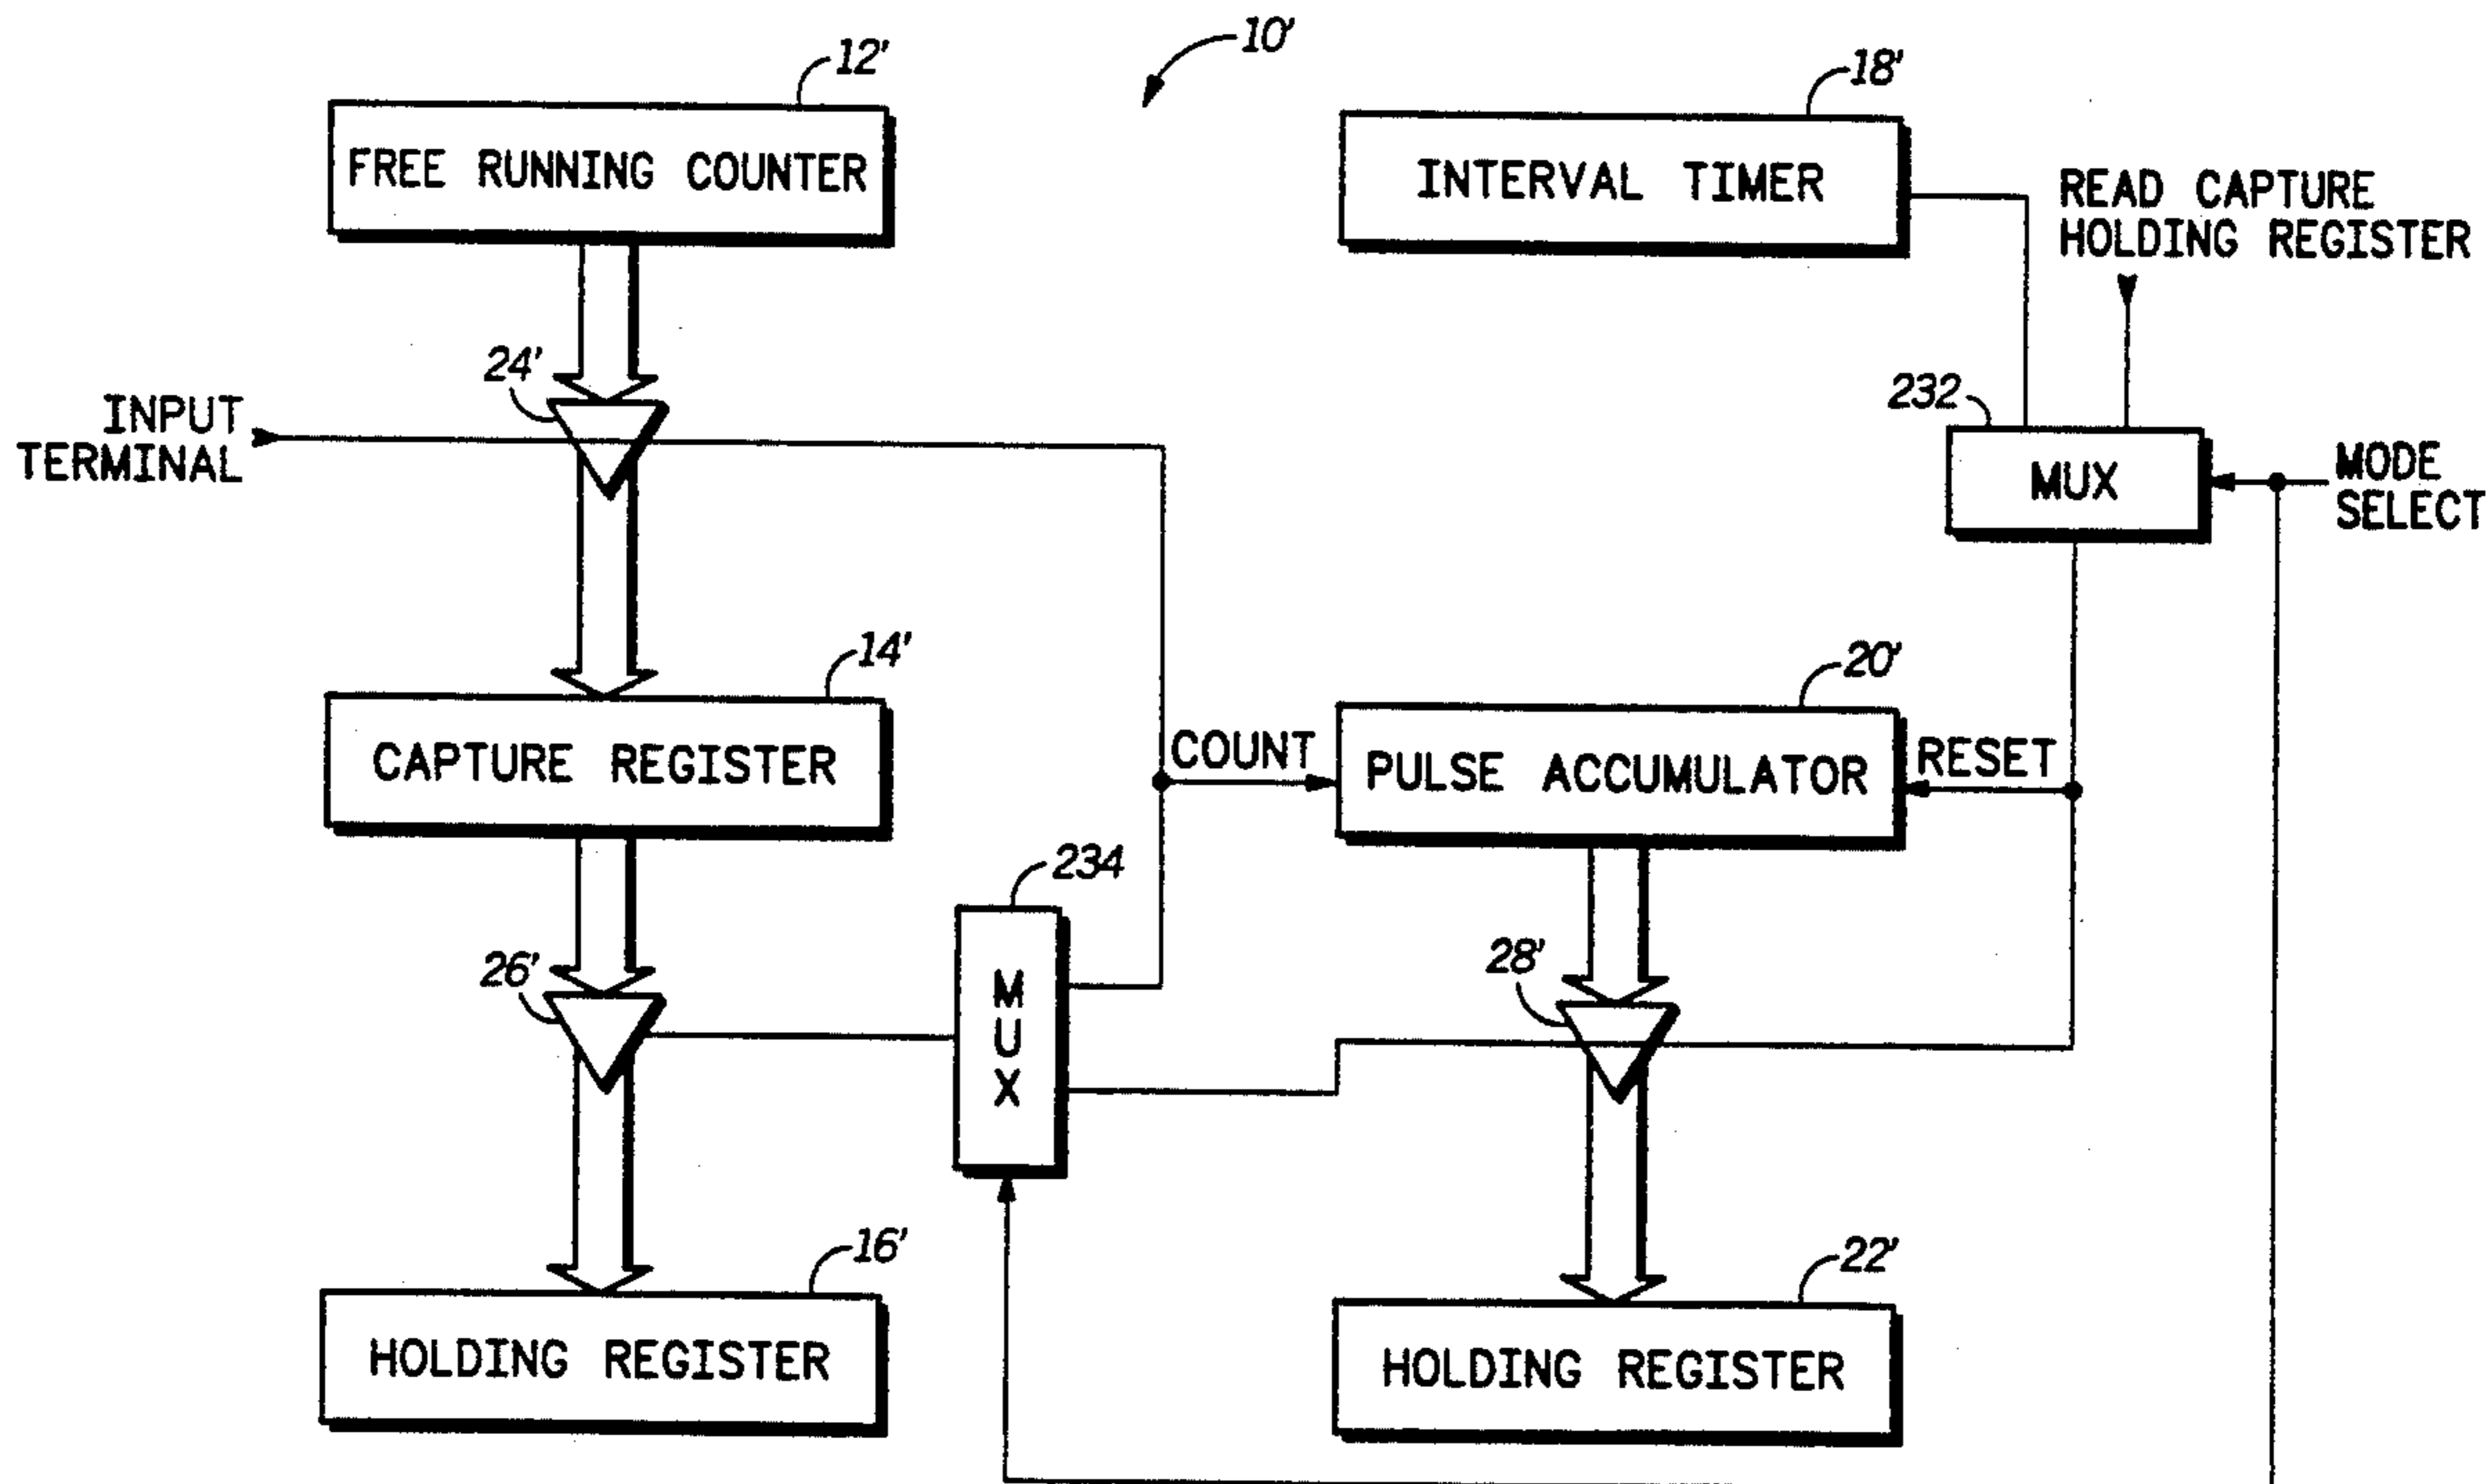 10'
12'
FREE RUNNING COUNTER
18'
INTERVAL TIMER
READ CAPTURE
HOLDING REGISTER
24'
INPUT
TERMINAL
232
MUX
MODE
SELECT
14'
CAPTURE REGISTER
COUNT
20'
PULSE ACCUMULATOR
RESET
234
MUX
26'
28'
16'
HOLDING REGISTER
22'
HOLDING REGISTER